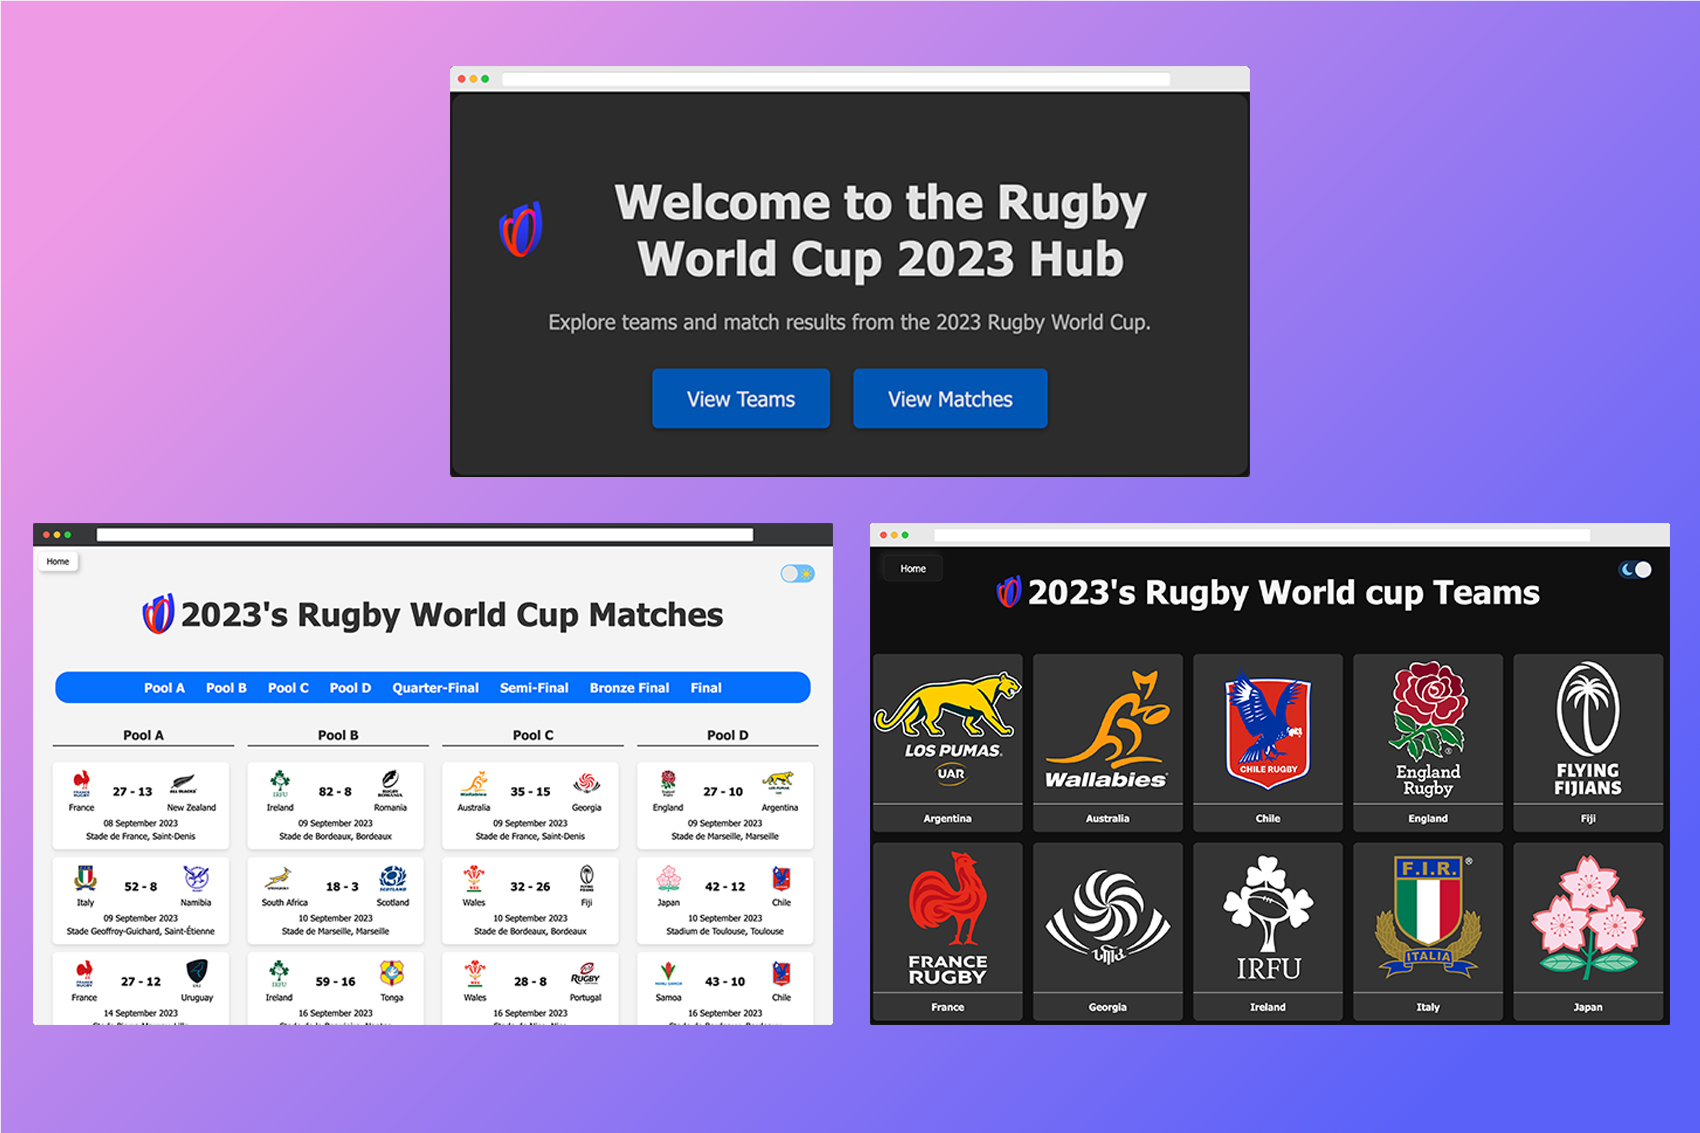 Welcome to the Rugby
World Cup 2023 Hub
Explore teams and match results from the 2023 Rugby World Cup.
View Teams View Matches
Home
2023's Rugby World Cup Matches
Pool A Pool B Pool C Pool D Quarter-Final Semi-Final Bronze Final Final
Pool A Pool B Pool C Pool D
27 - 13 82 - 8 35 - 15 27 - 10
France New Zealand Ireland Romania Australia Georgia England Argentina
08 September 2023 09 September 2023 09 September 2023 09 September 2023
Stade de France, Saint-Denis Stade de Bordeaux, Bordeaux Stade de France, Saint-Denis Stade de Marseille, Marseille
52 - 8 18 - 3 32 - 26 42 - 12
Italy Namibia South Africa Scotland Wales Fiji Japan Chile
09 September 2023 10 September 2023 10 September 2023 10 September 2023
Stade Geoffroy-Guichard, Saint-Étienne Stade de Marseille, Marseille Stade de Bordeaux, Bordeaux Stadium de Toulouse, Toulouse
27 - 12 59 - 16 28 - 8 43 - 10
France Uruguay Ireland Tonga Wales Portugal Samoa Chile
14 September 2023 16 September 2023 16 September 2023 16 September 2023
Home
2023's Rugby World cup Teams
LOS PUMAS.
UAR
Wallabies
CHILE RUGBY
England
Rugby
FLYING
FIJIANS
Argentina Australia Chile England Fiji
FRANCE
RUGBY
IRFU
F.I.R.
ITALIA
France Georgia Ireland Italy Japan